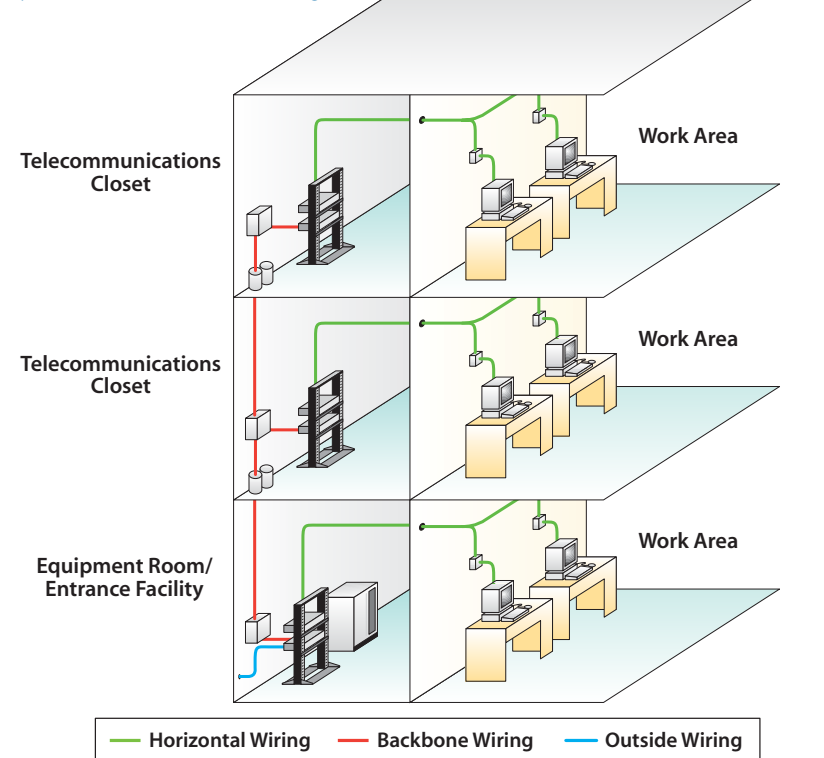 Telecommunications
Closet
Work Area
Telecommunications
Closet
Work Area
Equipment Room/
Entrance Facility
Work Area
Horizontal Wiring
Backbone Wiring
Outside Wiring